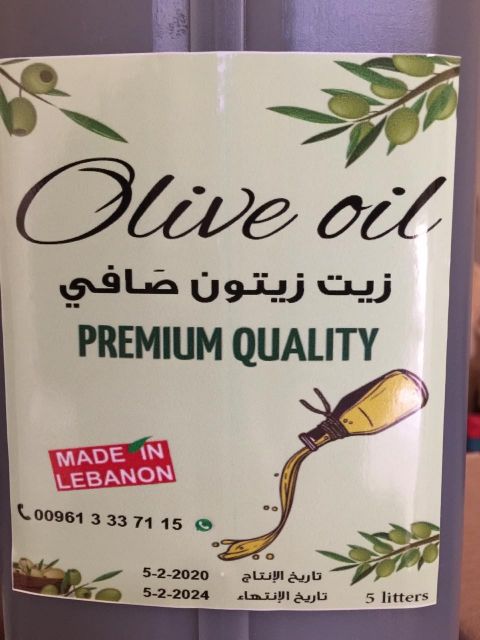 Olive oil
زيت زيتون صَافي
PREMIUM QUALITY
MADE IN
LEBANON
00961 3 33 71 15
5-2-2020 تاريخ الإنتاج
5-2-2024 تاريخ الإنتهاء
5 litters